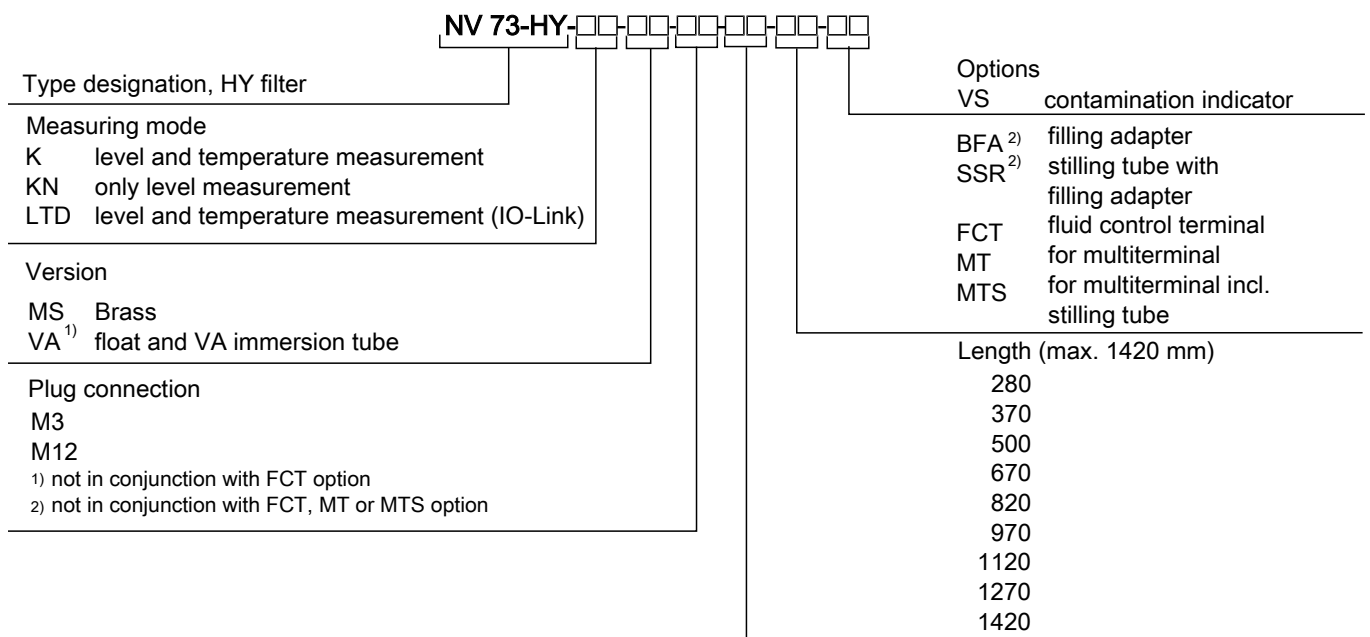 NV 73-HY-□□-□□-□□-□□-□□-□□
Type designation, HY filter
Measuring mode
K level and temperature measurement
KN only level measurement
LTD level and temperature measurement (IO-Link)
Version
MS Brass
VA 1) float and VA immersion tube
Plug connection
M3
M12
1) not in conjunction with FCT option
2) not in conjunction with FCT, MT or MTS option
Options
VS contamination indicator
BFA 2) filling adapter
SSR 2) stilling tube with
filling adapter
FCT fluid control terminal
MT for multiterminal
MTS for multiterminal incl.
stilling tube
Length (max. 1420 mm)
280
370
500
670
820
970
1120
1270
1420